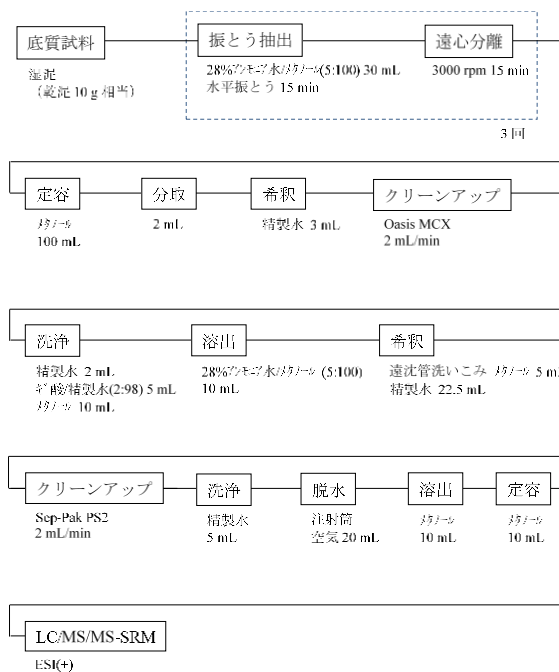 底質試料
湿泥
（乾泥 10 g 相当）
振とう抽出
28%ｱﾝﾓﾆｱ水/ﾒﾀﾉｰﾙ(5:100) 30 mL
水平振とう 15 min
遠心分離
3000 rpm 15 min
3 回
定容
ﾒﾀﾉｰﾙ
100 mL
分取
2 mL
希釈
精製水 3 mL
クリーンアップ
Oasis MCX
2 mL/min
洗浄
精製水 2 mL
ｷﾞ酸/精製水(2:98) 5 mL
ﾒﾀﾉｰﾙ 10 mL
溶出
28%ｱﾝﾓﾆｱ水/ﾒﾀﾉｰﾙ (5:100)
10 mL
希釈
遠沈管洗いこみ ﾒﾀﾉｰﾙ 5 mL
精製水 22.5 mL
クリーンアップ
Sep-Pak PS2
2 mL/min
洗浄
精製水
5 mL
脱水
注射筒
空気 20 mL
溶出
ﾒﾀﾉｰﾙ
10 mL
定容
ﾒﾀﾉｰﾙ
10 mL
LC/MS/MS-SRM
ESI(+)